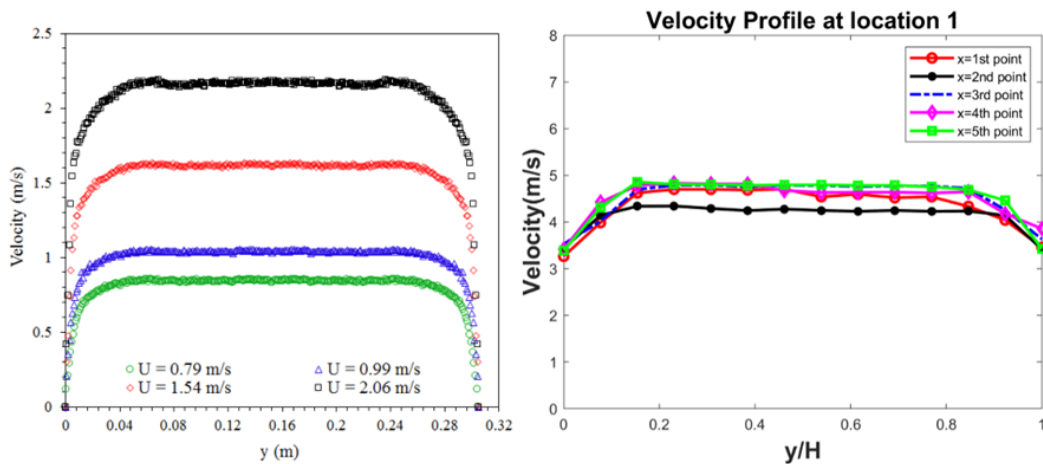 2.5
2
1.5
1
0.5
0
Velocity (m/s)
0 0.04 0.08 0.12 0.16 0.20 0.24 0.28 0.32
y (m)
U = 0.79 m/s U = 0.99 m/s
U = 1.54 m/s U = 2.06 m/s
Velocity Profile at location 1
8
7
6
5
4
3
2
1
0
Velocity(m/s)
0 0.2 0.4 0.6 0.8 1
y/H
x=1st point
x=2nd point
x=3rd point
x=4th point
x=5th point